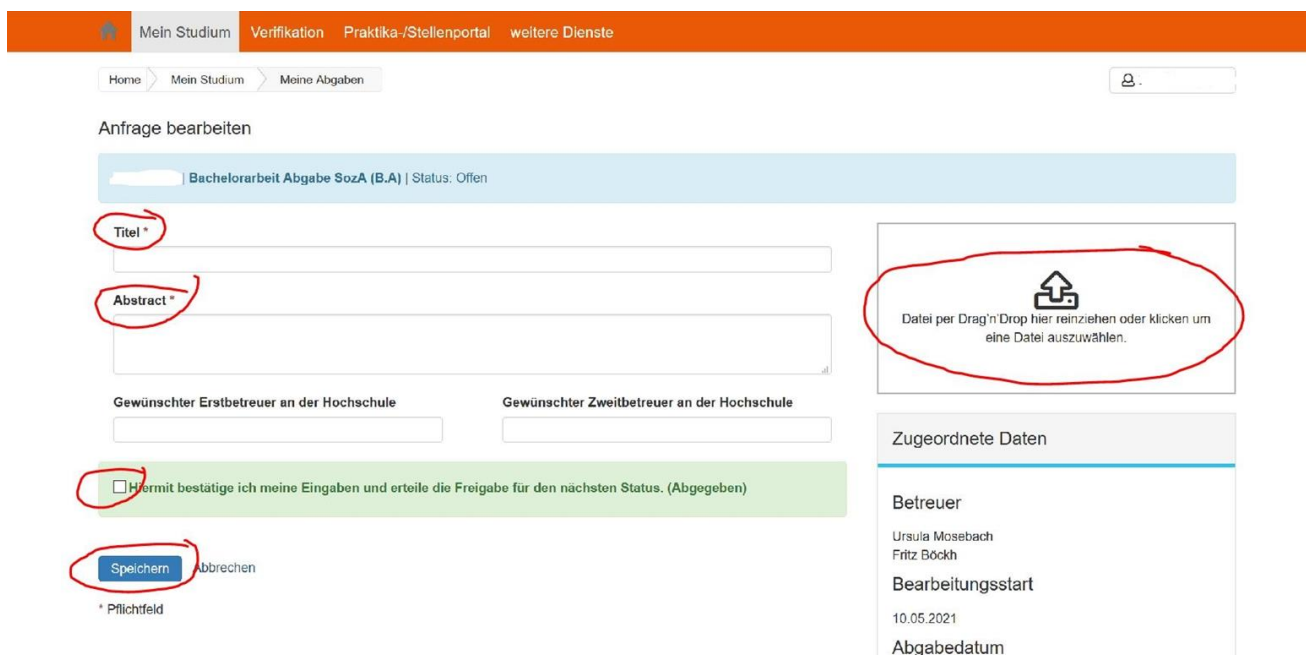 Mein Studium Verifikation Praktika-/Stellenportal weitere Dienste
Home Mein Studium Meine Abgaben
Anfrage bearbeiten
| Bachelorarbeit Abgabe SozA (B.A) | Status: Offen
Titel *
Abstract *
Gewünschter Erstbetreuer an der Hochschule
Gewünschter Zweitbetreuer an der Hochschule
Hiermit bestätige ich meine Eingaben und erteile die Freigabe für den nächsten Status. (Abgegeben)
Speichern Abbrechen
* Pflichtfeld
Datei per Drag'n'Drop hier reinziehen oder klicken um
eine Datei auszuwählen.
Zugeordnete Daten
Betreuer
Ursula Mosebach
Fritz Böckh
Bearbeitungsstart
10.05.2021
Abgabedatum